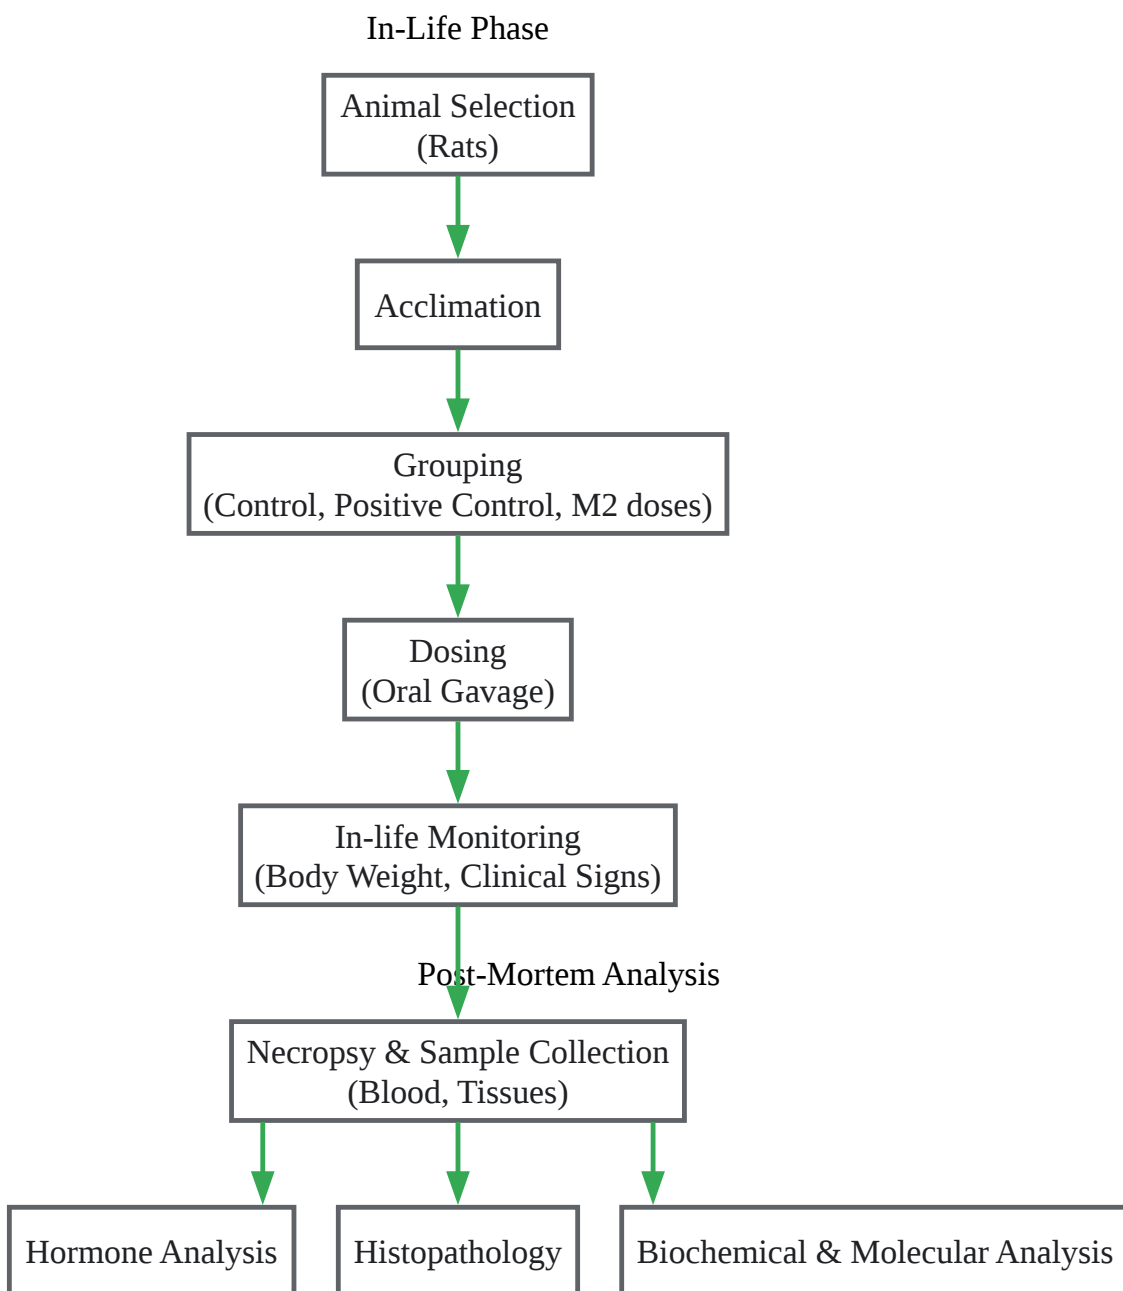 In-Life Phase
Animal Selection
(Rats)
Acclimation
Grouping
(Control, Positive Control, M2 doses)
Dosing
(Oral Gavage)
In-life Monitoring
(Body Weight, Clinical Signs)
Post-Mortem Analysis
Necropsy & Sample Collection
(Blood, Tissues)
Hormone Analysis
Histopathology
Biochemical & Molecular Analysis